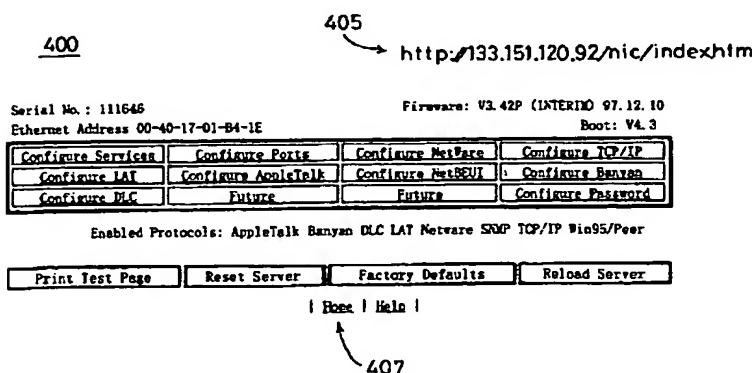 405
400
http://133.151.120.92/nic/index.htm
Serial No.: 111646 Firmware: V3.42P (INTERIM) 97.12.10
Ethernet Address 00-40-17-01-B4-1E Boot: V4.3
Configure Services Configure Ports Configure NetWare Configure TCP/IP
Configure LAT Configure AppleTalk Configure NetBEUI Configure Banyan
Configure DLC Future Future Configure Password
Enabled Protocols: AppleTalk Banyan DLC LAT Netware SNMP TCP/IP Win95/Peer
Print Test Page Reset Server Factory Defaults Reload Server
| Home | Help |
407